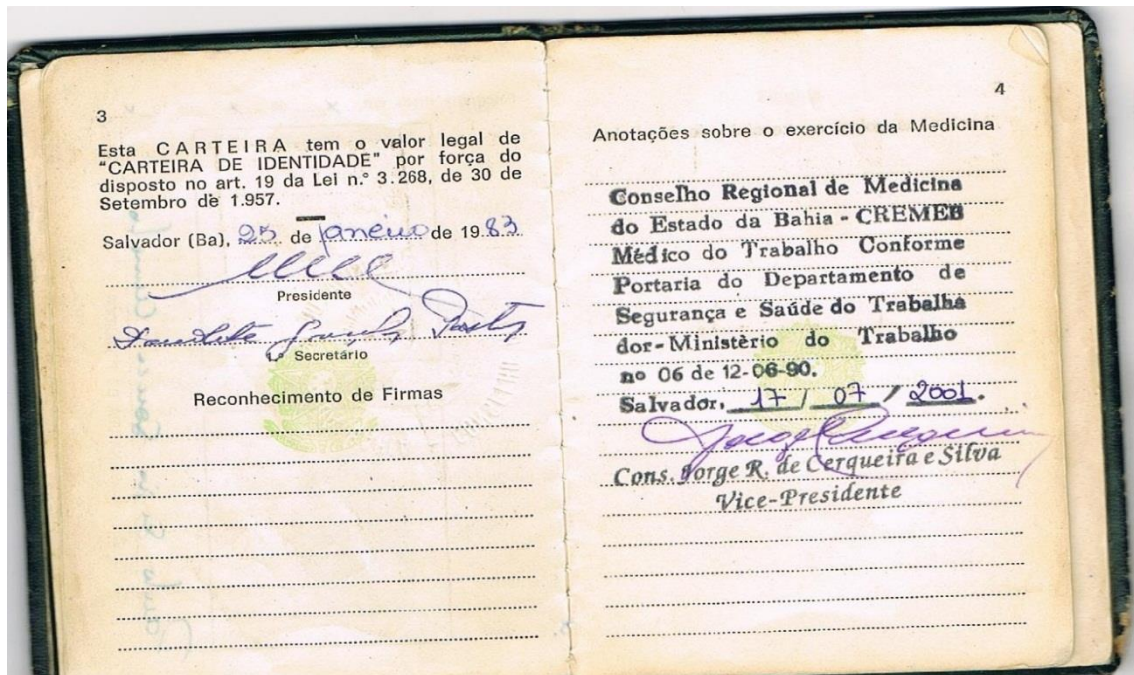 3
Esta CARTEIRA tem o valor legal de
"CARTEIRA DE IDENTIDADE" por força do
disposto no art. 19 da Lei n.º 3.268, de 30 de
Setembro de 1.957.
Salvador (Ba), 25 de janeiro de 1983
Presidente
1.º Secretário
Reconhecimento de Firmas
4
Anotações sobre o exercício da Medicina
Conselho Regional de Medicina
do Estado da Bahia - CREMEB
Médico do Trabalho Conforme
Portaria do Departamento de
Segurança e Saúde do Trabalha
dor-Ministèrio do Trabalho
nº 06 de 12-06-90.
Salvador, 17 / 07 / 2001.
Cons. Jorge R. de Cerqueira e Silva
Vice-Presidente